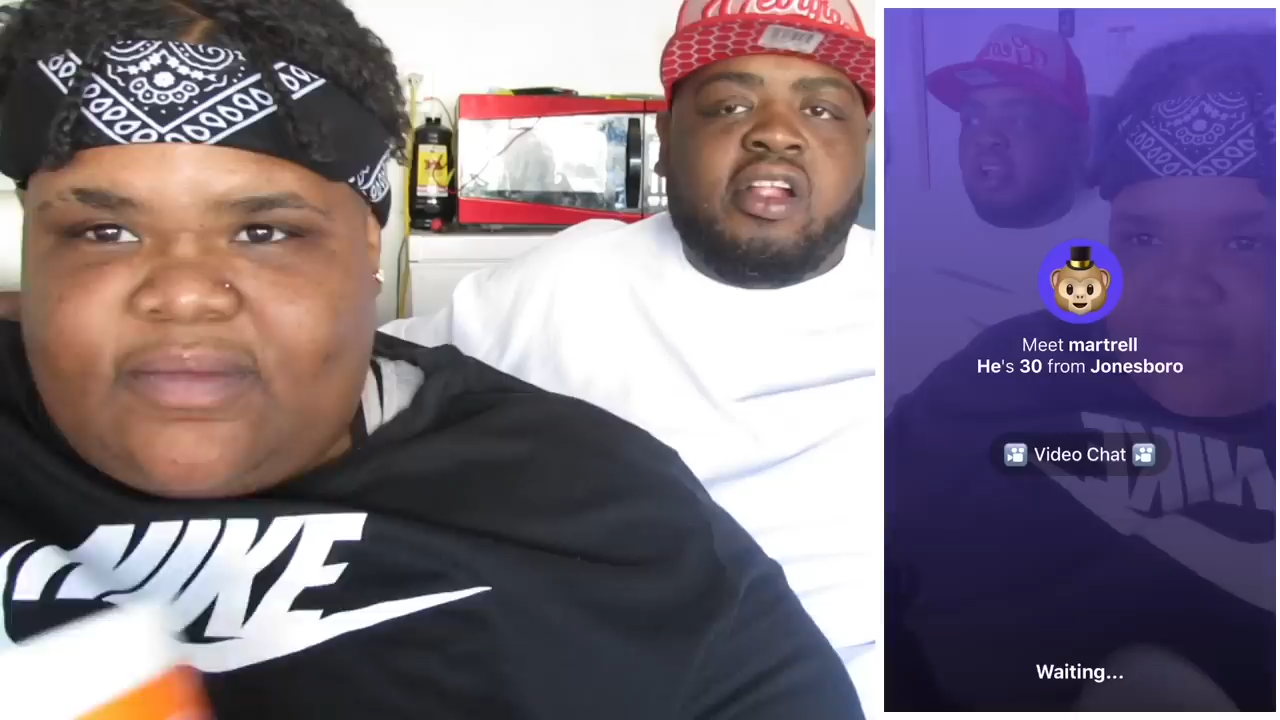 NIKE
Meet martrell
He's 30 from Jonesboro
Video Chat
Waiting...